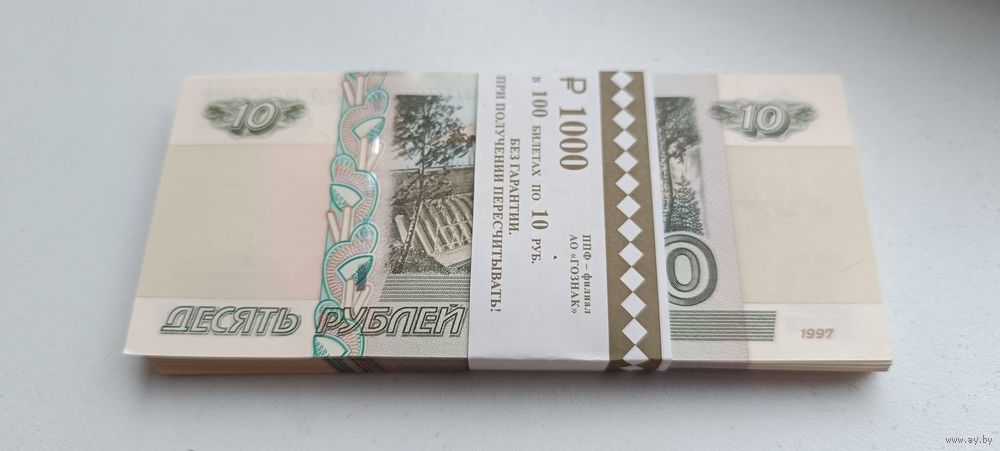 10
10
ДЕСЯТЬ РУБЛЕЙ
0
1997
₽ 1000
в 100 БИЛЕТАХ ПО 10 РУБ.
БЕЗ ГАРАНТИИ.
ПРИ ПОЛУЧЕНИИ ПЕРЕСЧИТЫВАТЬ!
ППФ – филиал
АО «ГОЗНАК»
www.ay.by